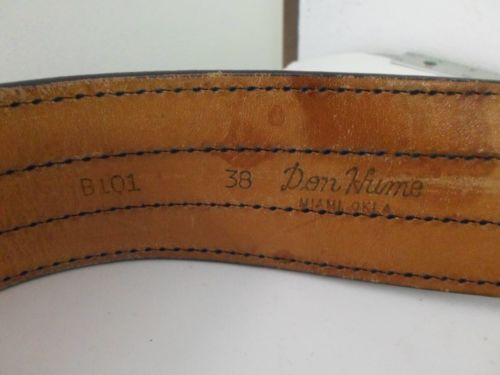 B101 38 Don Hume
MIAMI, OKLA.